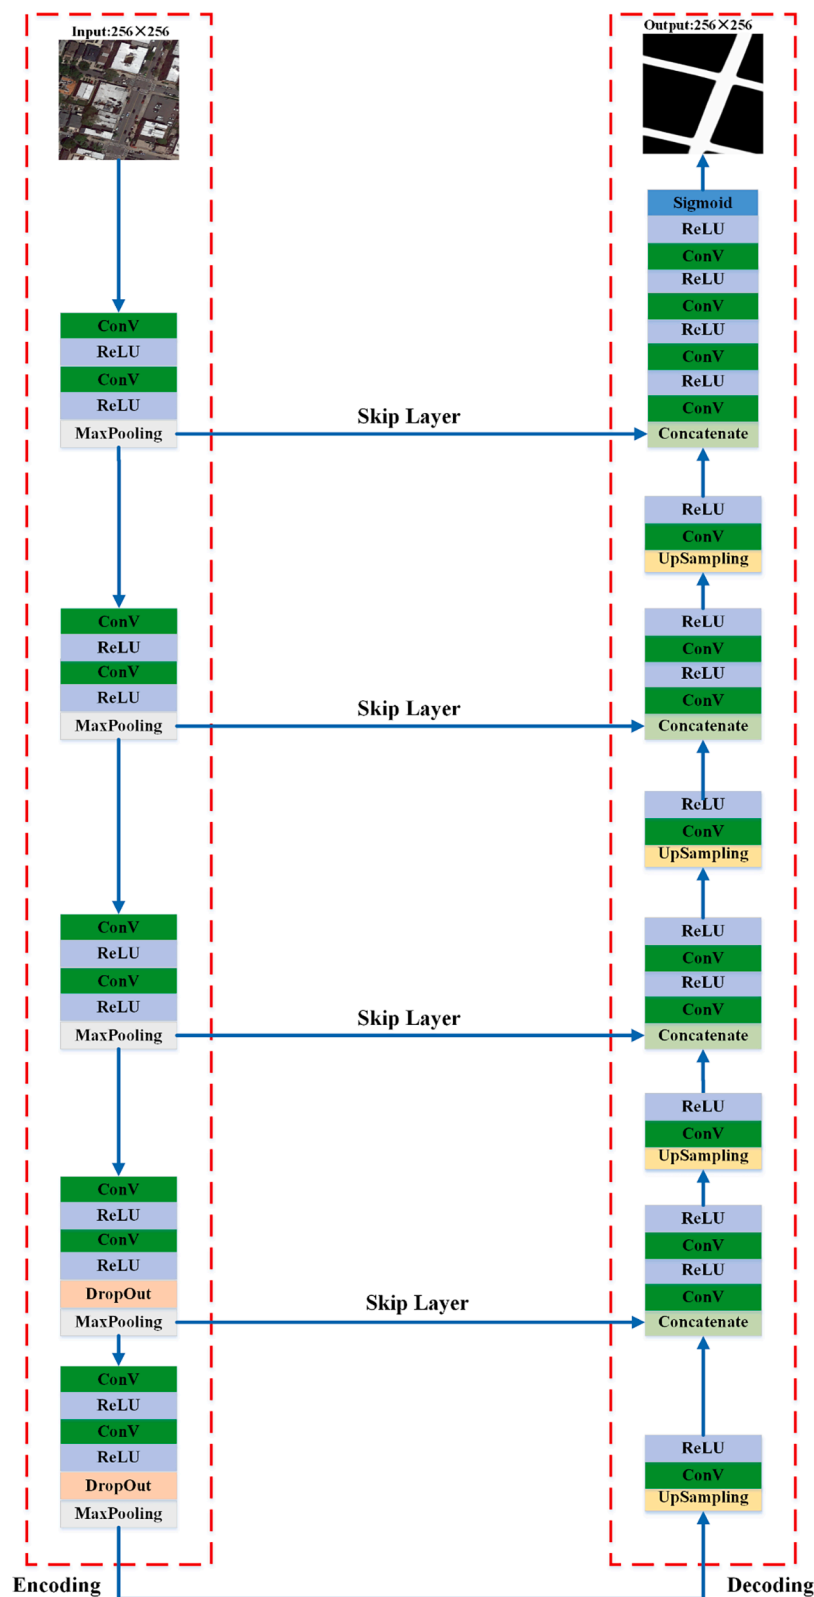 Input:256×256
ConV
ReLU
ConV
ReLU
MaxPooling
ConV
ReLU
ConV
ReLU
MaxPooling
ConV
ReLU
ConV
ReLU
MaxPooling
ConV
ReLU
ConV
ReLU
DropOut
MaxPooling
ConV
ReLU
ConV
ReLU
DropOut
MaxPooling
Encoding
Skip Layer
Skip Layer
Skip Layer
Skip Layer
Output:256×256
Sigmoid
ReLU
ConV
ReLU
ConV
ReLU
ConV
ReLU
ConV
Concatenate
ReLU
ConV
UpSampling
ReLU
ConV
ReLU
ConV
Concatenate
ReLU
ConV
UpSampling
ReLU
ConV
ReLU
ConV
Concatenate
ReLU
ConV
UpSampling
ReLU
ConV
ReLU
ConV
Concatenate
ReLU
ConV
UpSampling
Decoding